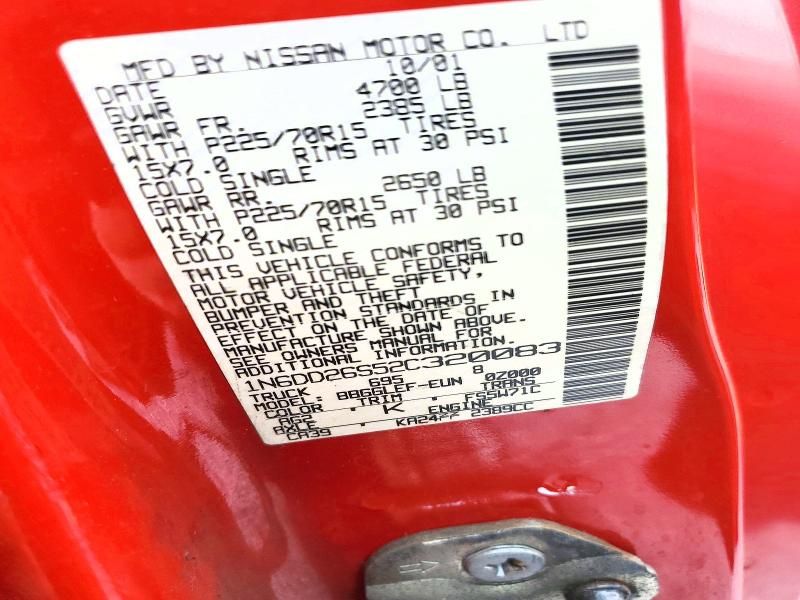 MFD BY NISSAN MOTOR CO. LTD
DATE 10/01
GVWR 4700 LB
GAWR FR. 2385 LB
WITH P225/70R15 TIRES
15X7.0 RIMS AT 30 PSI
COLD SINGLE
GAWR RR. 2650 LB
WITH P225/70R15 TIRES
15X7.0 RIMS AT 30 PSI
COLD SINGLE
THIS VEHICLE CONFORMS TO
ALL APPLICABLE FEDERAL
MOTOR VEHICLE SAFETY,
BUMPER AND THEFT
PREVENTION STANDARDS IN
EFFECT ON THE DATE OF
MANUFACTURE SHOWN ABOVE.
SEE OWNERS MANUAL FOR
ADDITIONAL INFORMATION.
1N6DD26S52C320083
TRUCK 695 8
MODEL: 0Z000
COLOR TRIM TRANS
AP2 K FS5W71C
AXLE ENGINE
CA39 2389CC